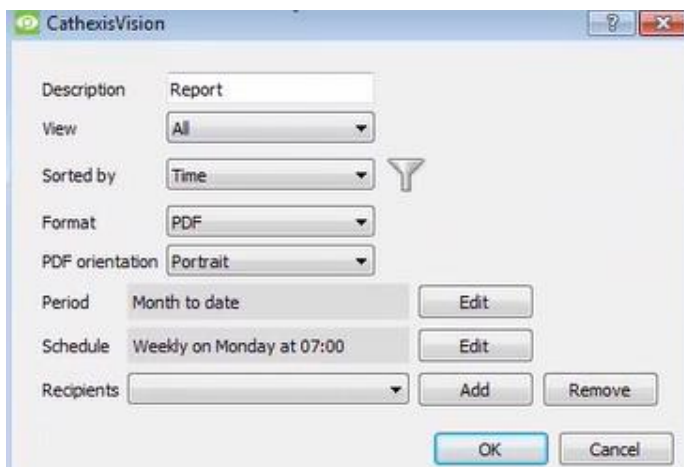 CathexisVision
Description Report
View All
Sorted by Time
Format PDF
PDF orientation Portrait
Period Month to date Edit
Schedule Weekly on Monday at 07:00 Edit
Recipients Add Remove
OK Cancel